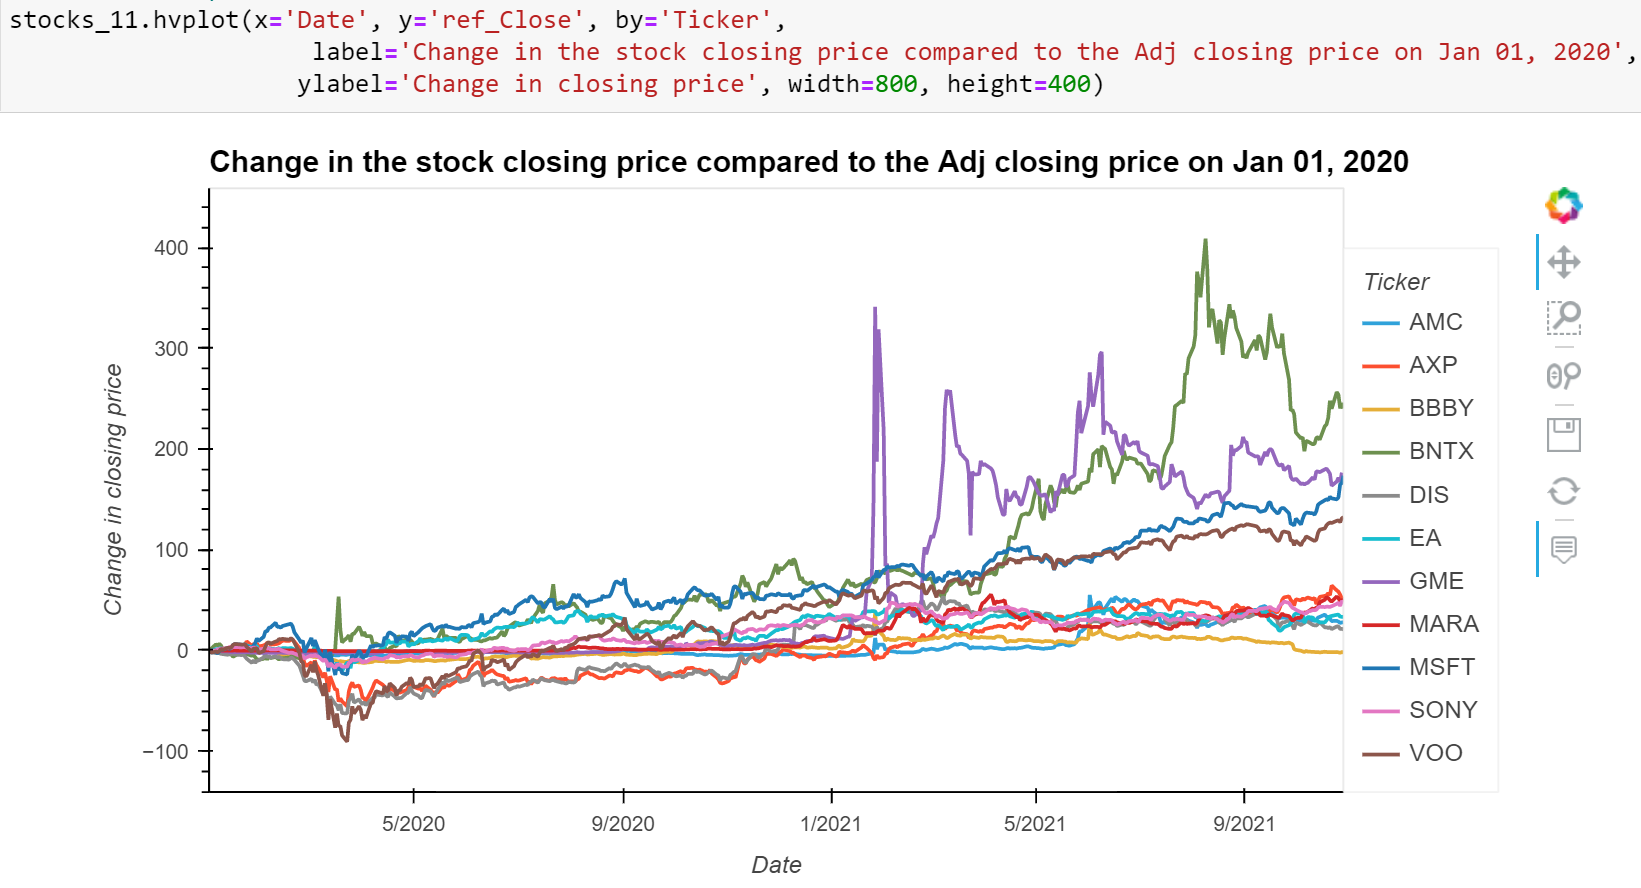 stocks_11.hvplot(x='Date', y='ref_Close', by='Ticker',
label='Change in the stock closing price compared to the Adj closing price on Jan 01, 2020',
ylabel='Change in closing price', width=800, height=400)
Change in the stock closing price compared to the Adj closing price on Jan 01, 2020
Change in closing price
400
300
200
100
0
−100
5/2020
9/2020
1/2021
5/2021
9/2021
Date
Ticker
AMC
AXP
BBBY
BNTX
DIS
EA
GME
MARA
MSFT
SONY
VOO